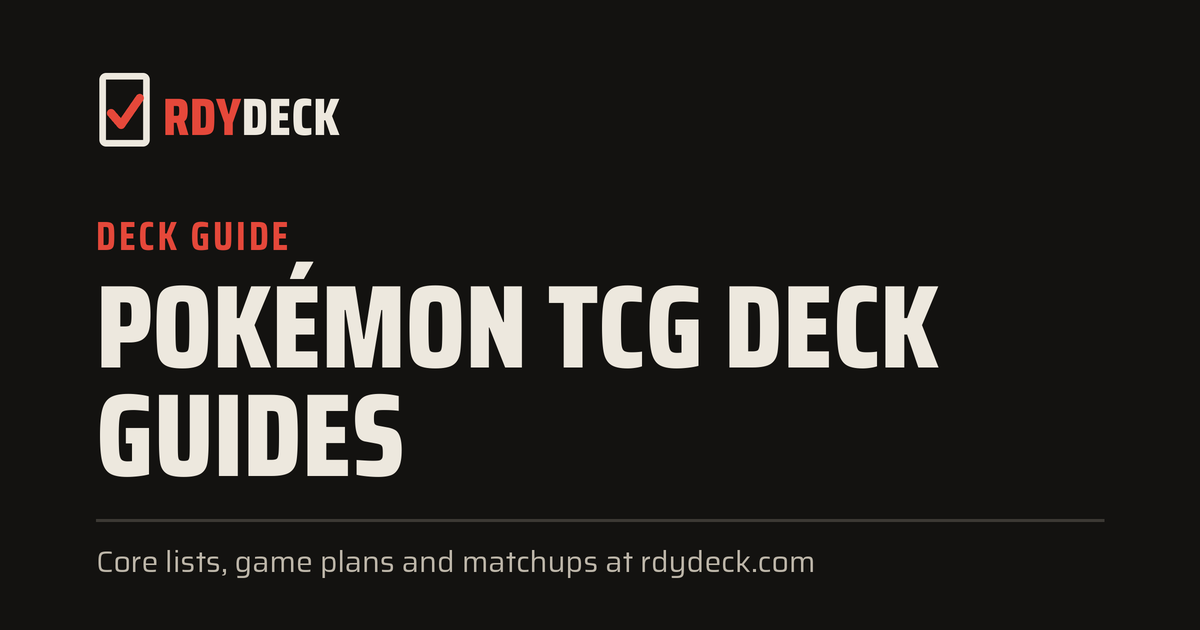 RDYDECK
DECK GUIDE
POKÉMON TCG DECK
GUIDES
Core lists, game plans and matchups at rdydeck.com